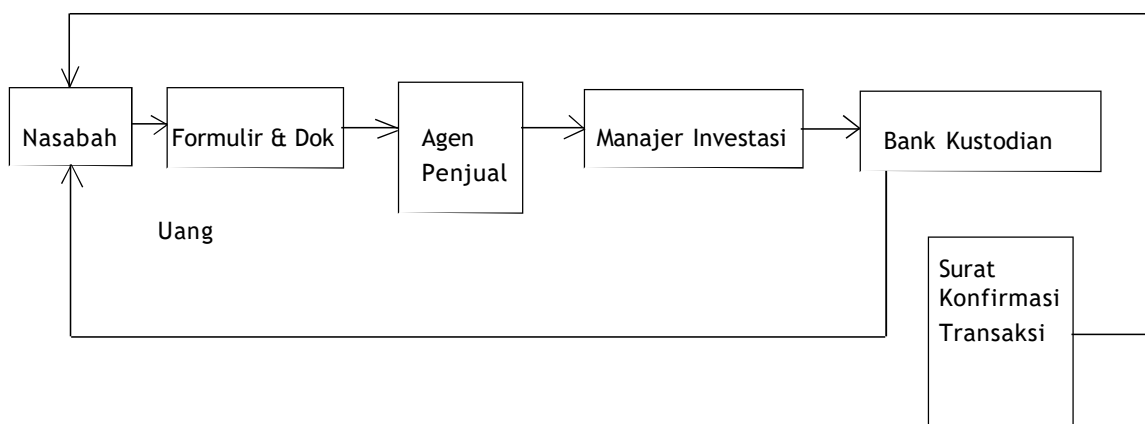 Nasabah
Formulir & Dok
Agen
Penjual
Manajer Investasi
Bank Kustodian
Uang
Surat
Konfirmasi
Transaksi